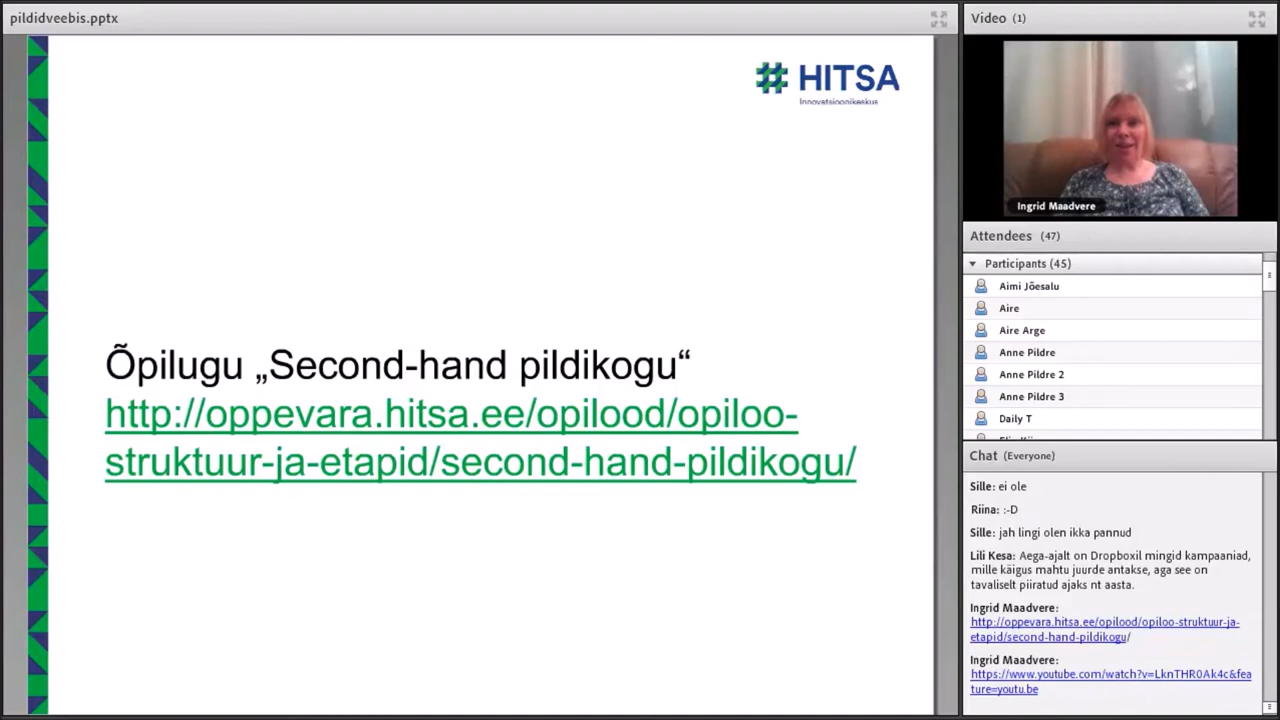 pildidveebis.pptx
HITSA
Innovatsioonikeskus
Õpilugu „Second-hand pildikogu“
http://oppevara.hitsa.ee/opilood/opiloo-
struktuur-ja-etapid/second-hand-pildikogu/
Video (1)
Ingrid Maadvere
Attendees (47)
Participants (45)
Aimi Jõesalu
Aire
Aire Arge
Anne Pildre
Anne Pildre 2
Anne Pildre 3
Daily T
Chat (Everyone)
Sille: ei ole
Riina: :-D
Sille: jah lingi olen ikka pannud
Lili Kesa: Aega-ajalt on Dropboxil mingid kampaaniad,
mille käigus mahtu juurde antakse, aga see on
tavaliselt piiratud ajaks nt aasta.
Ingrid Maadvere:
http://oppevara.hitsa.ee/opilood/opiloo-struktuur-ja-
etapid/second-hand-pildikogu/
Ingrid Maadvere:
https://www.youtube.com/watch?v=LknTHR0Ak4c&fea
ture=youtu.be